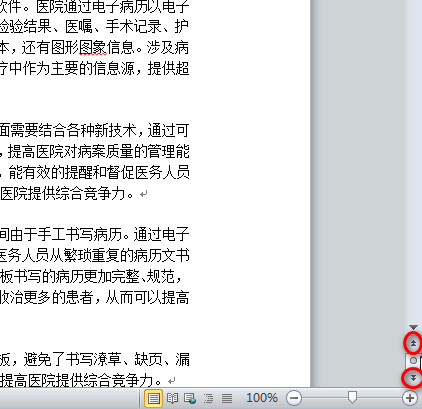 软件。医院通过电子病历以电子
检验结果、医嘱、手术记录、护
本，还有图形图象信息。涉及病
疗中作为主要的信息源，提供超
面需要结合各种新技术，通过可
，提高医院对病案质量的管理能
，能有效的提醒和督促医务人员
医院提供综合竞争力。
间由于手工书写病历。通过电子
医务人员从繁琐重复的病历文书
板书写的病历更加完整、规范，
收治更多的患者，从而可以提高
板，避免了书写潦草、缺页、漏
提高医院提供综合竞争力。
100%